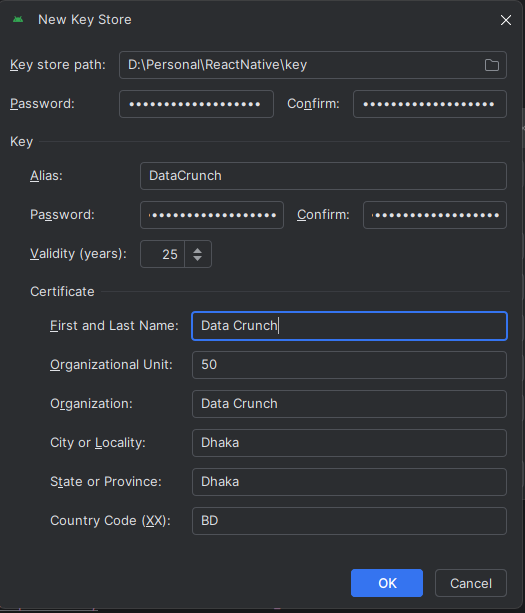 New Key Store
Key store path: D:\Personal\ReactNative\key
Password: •••••••••••••••••• Confirm: ••••••••••••••••••
Key
Alias: DataCrunch
Password: •••••••••••••••••• Confirm: ••••••••••••••••••
Validity (years): 25
Certificate
First and Last Name: Data Crunch
Organizational Unit: 50
Organization: Data Crunch
City or Locality: Dhaka
State or Province: Dhaka
Country Code (XX): BD
OK Cancel